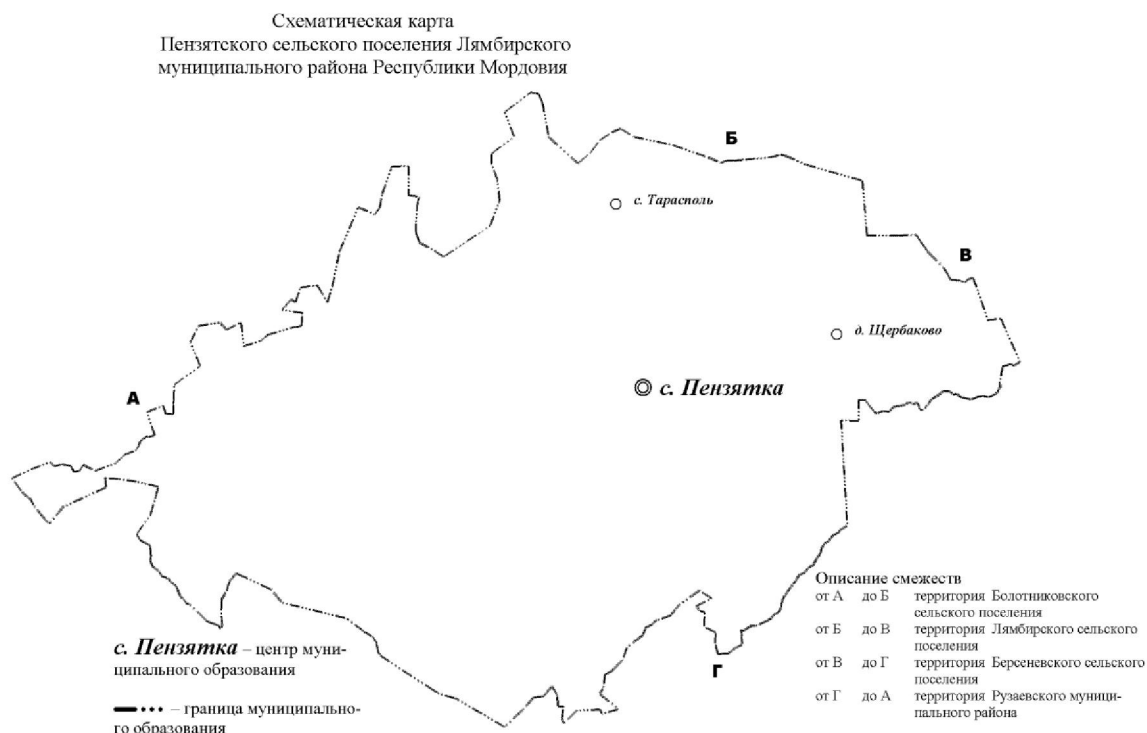 Схематическая карта
Пензятского сельского поселения Лямбирского
муниципального района Республики Мордовия
Б
с. Тарасполь
В
д. Щербаково
с. Пензятка
А
Г
с. Пензятка – центр муни-
ципального образования
– граница муниципально-
го образования
Описание смежеств
от А до Б территория Болотниковского
сельского поселения
от Б до В территория Лямбирского сельского
поселения
от В до Г территория Берсеневского сельского
поселения
от Г до А территория Рузаевского муници-
пального района